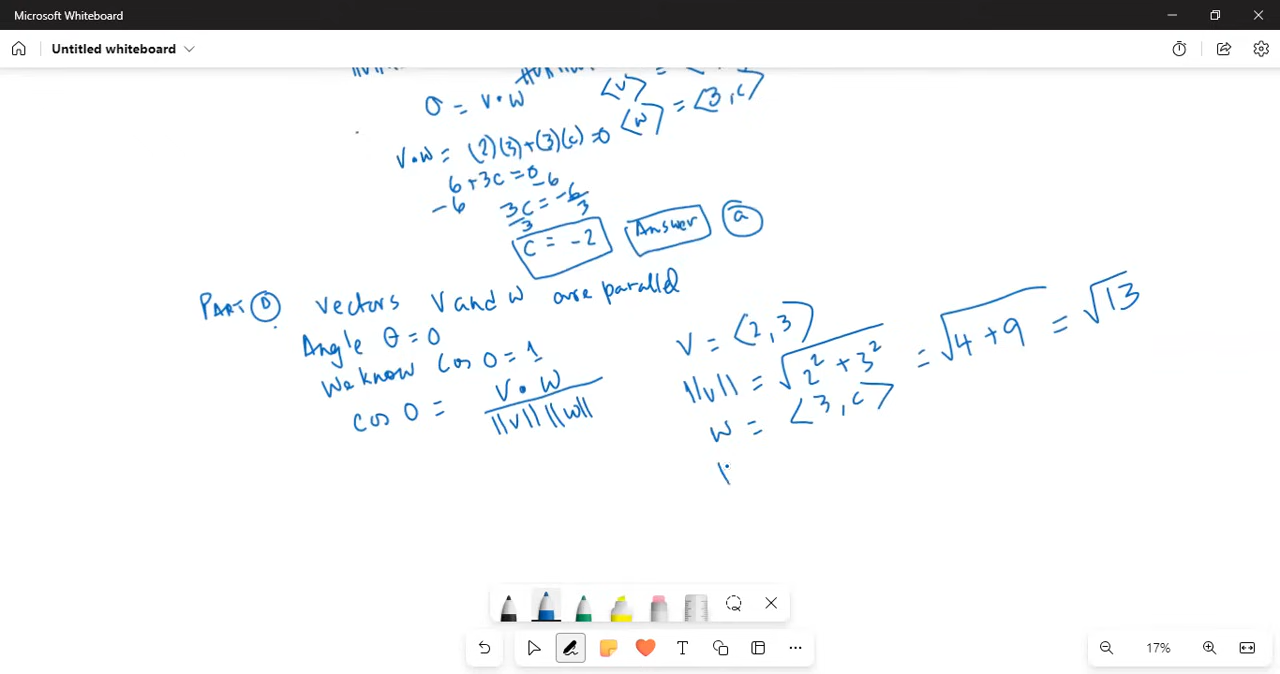 Microsoft Whiteboard
Untitled whiteboard
0 = V • W
⟨v⟩
⟨w⟩ = ⟨3, c⟩
V • W = (2)(3) + (3)(c) = 0
6 + 3c = 0
-6 -6
3c = -6
3 3
c = -2 Answer a
PART b Vectors V and W are parallel
Angle θ = 0
We know cos 0 = 1
cos 0 = V • W / ||v|| ||w||
V = ⟨2, 3⟩
||v|| = √2² + 3² = √4 + 9 = √13
W = ⟨3, c⟩
17%